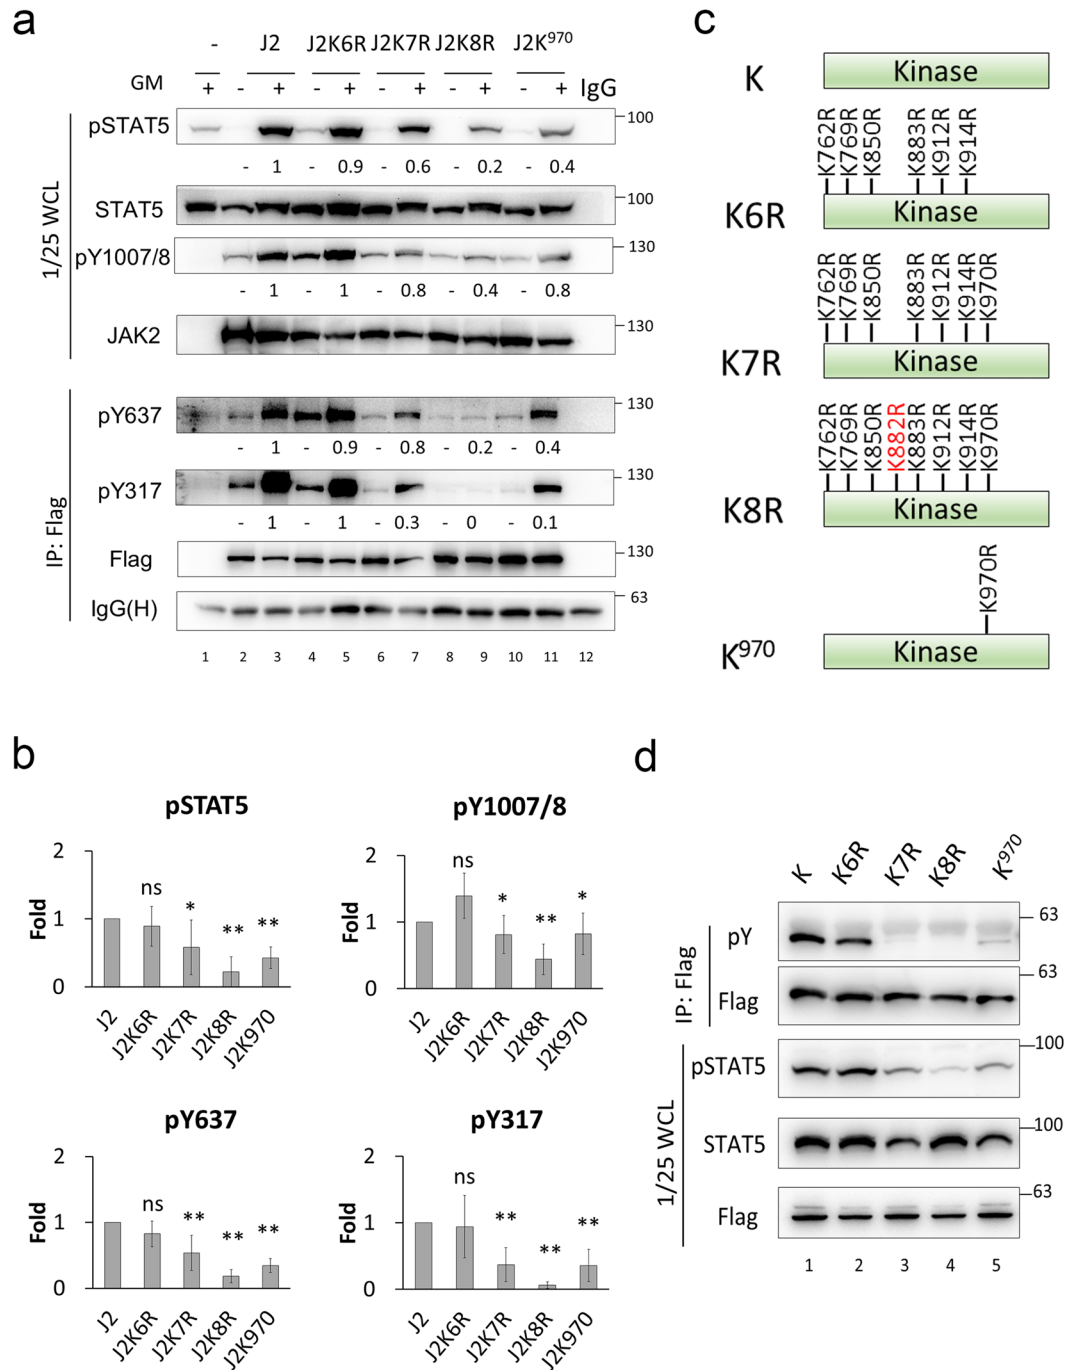 a
- J2 J2K6R J2K7R J2K8R J2K⁹⁷⁰
GM + - + - + - + - + - + IgG
1/25 WCL
pSTAT5 100
- 1 - 0.9 - 0.6 - 0.2 - 0.4
STAT5 100
pY1007/8 130
- 1 - 1 - 0.8 - 0.4 - 0.8
JAK2 130
IP: Flag
pY637 130
- 1 - 0.9 - 0.8 - 0.2 - 0.4
pY317 130
- 1 - 1 - 0.3 - 0 - 0.1
Flag 130
IgG(H) 63
1 2 3 4 5 6 7 8 9 10 11 12
b
pSTAT5
Fold
2
1
0
ns * ** **
J2 J2K6R J2K7R J2K8R J2K970
pY1007/8
Fold
2
1
0
ns * ** *
J2 J2K6R J2K7R J2K8R J2K970
pY637
Fold
2
1
0
ns ** ** **
J2 J2K6R J2K7R J2K8R J2K970
pY317
Fold
2
1
0
ns ** ** **
J2 J2K6R J2K7R J2K8R J2K970
c
K Kinase
K762R K769R K850R K883R K912R K914R
K6R Kinase
K762R K769R K850R K883R K912R K914R K970R
K7R Kinase
K762R K769R K850R K882R K883R K912R K914R K970R
K8R Kinase
K970R
K⁹⁷⁰ Kinase
d
K K6R K7R K8R K⁹⁷⁰
IP: Flag
pY 63
Flag 63
1/25 WCL
pSTAT5 100
STAT5 100
Flag 63
1 2 3 4 5